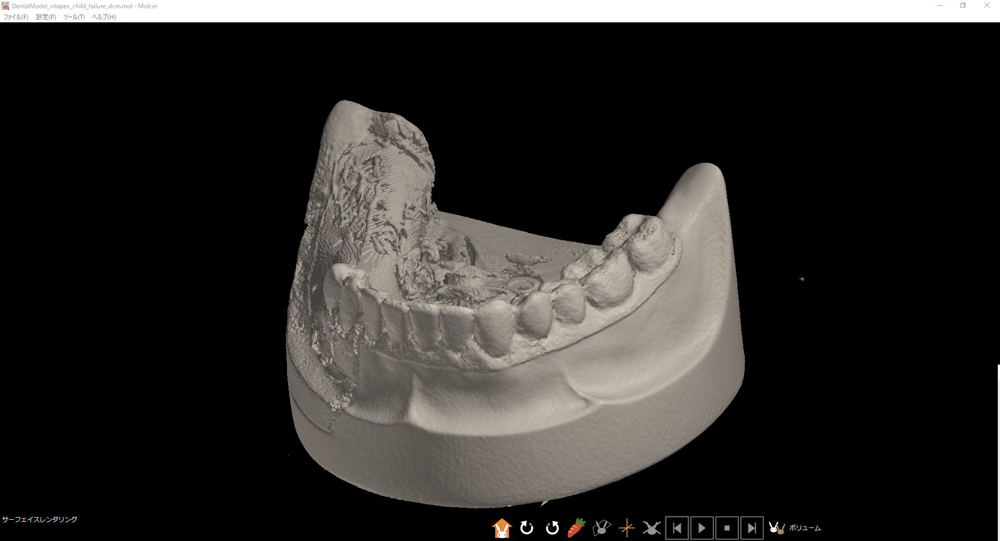 DentalModel_vitapex_child_failure_dcm.mol - Molcer
ファイル(F) 設定(P) ツール(T) ヘルプ(H)
サーフェイスレンダリング
ボリューム